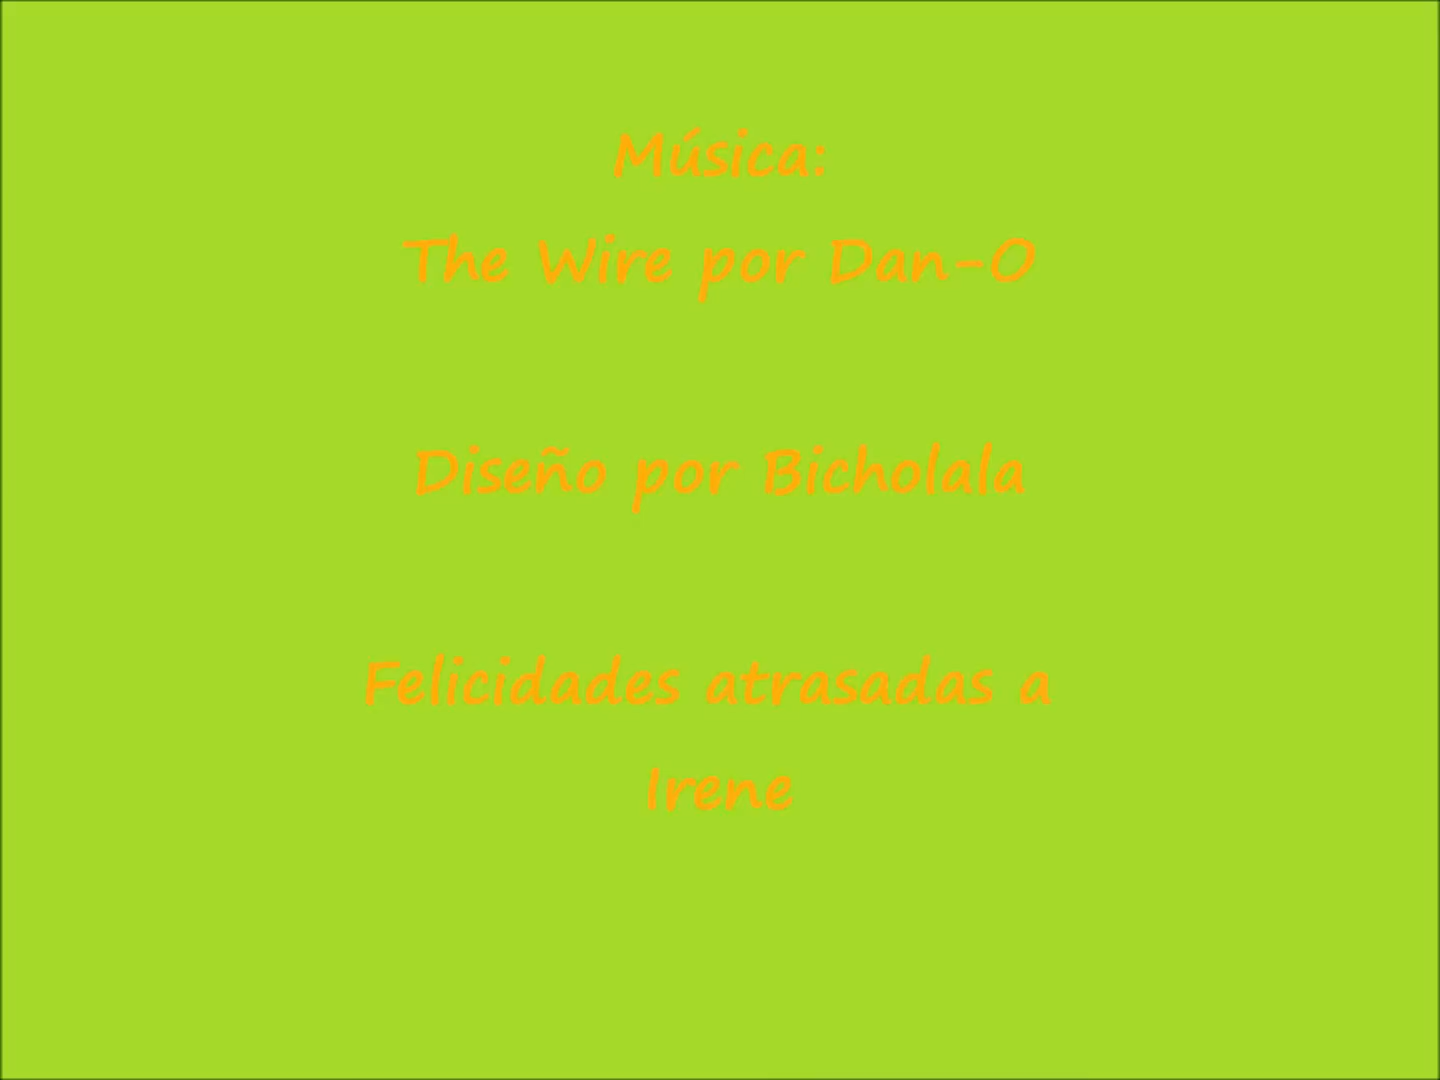 Música:
The Wire por Dan-O
Diseño por Bicholala
Felicidades atrasadas a
Irene